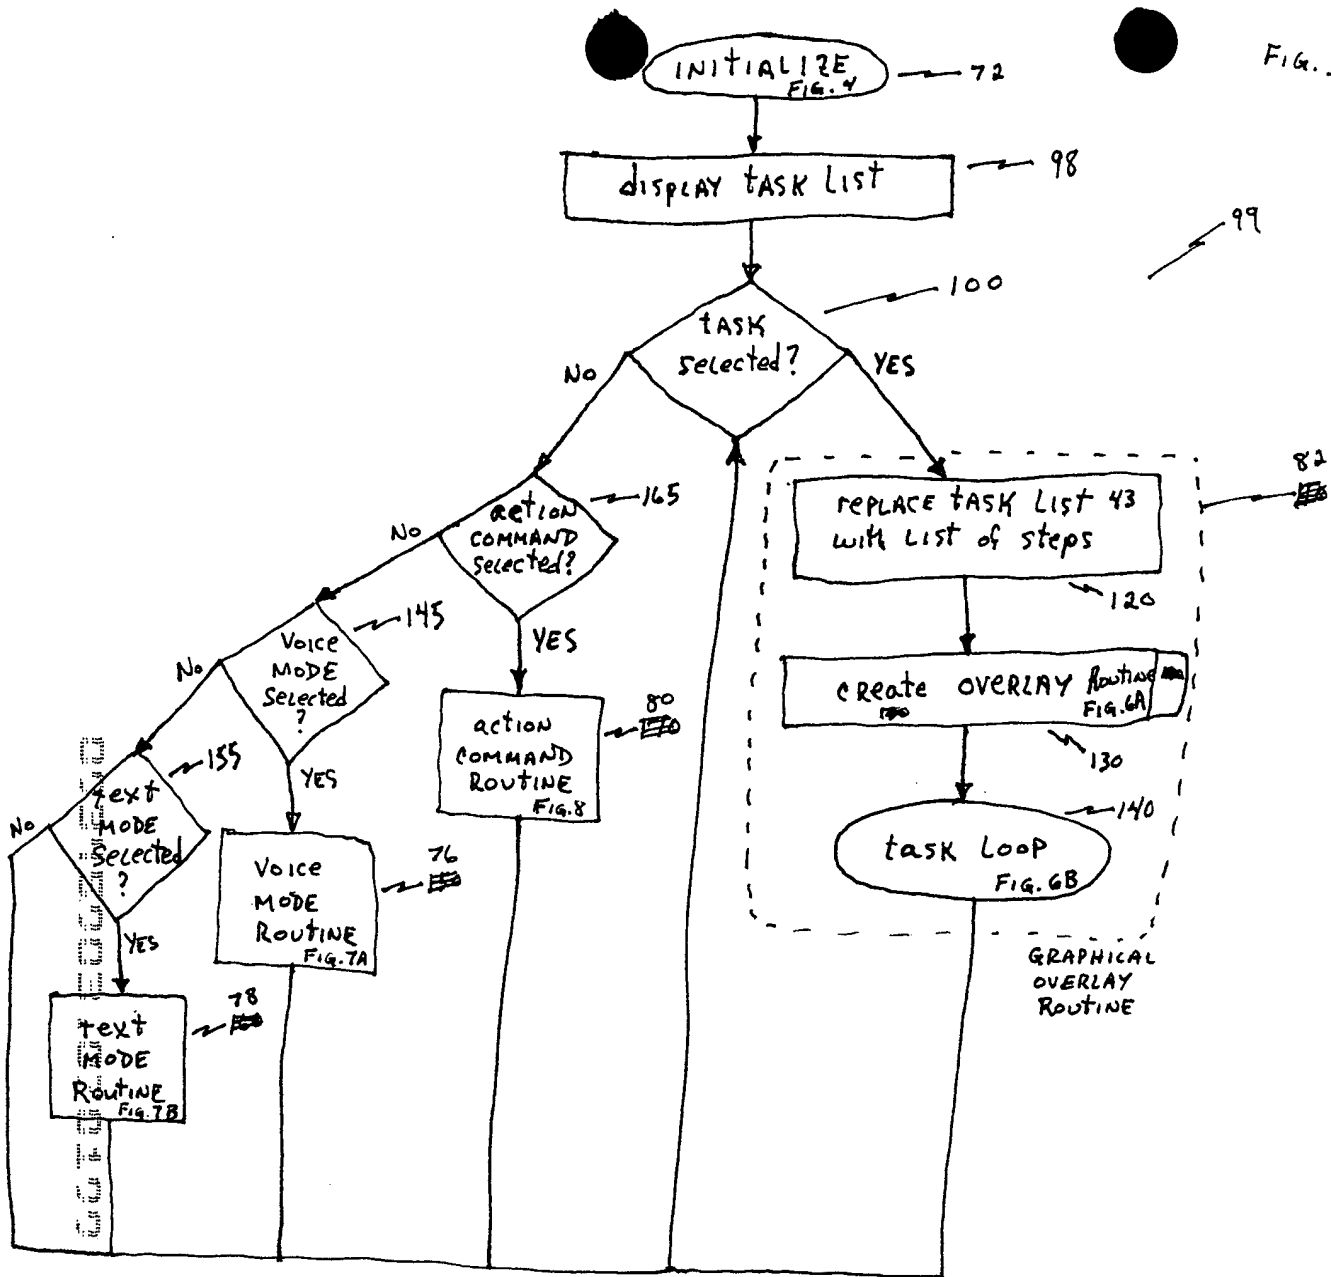 FIG.
INITIALIZE
FIG. 4
72
display task List
98
99
100
task
selected?
No
YES
82
replace task List 43
with List of steps
120
create OVERLAY Routine
FIG. 6A
130
140
task Loop
FIG. 6B
GRAPHICAL
OVERLAY
ROUTINE
165
action
COMMAND
selected?
No
YES
80
action
COMMAND
ROUTINE
FIG. 8
145
Voice
MODE
Selected
?
No
YES
76
Voice
MODE
ROUTINE
FIG. 7A
155
text
MODE
Selected
?
No
YES
78
text
MODE
Routine
FIG. 7B